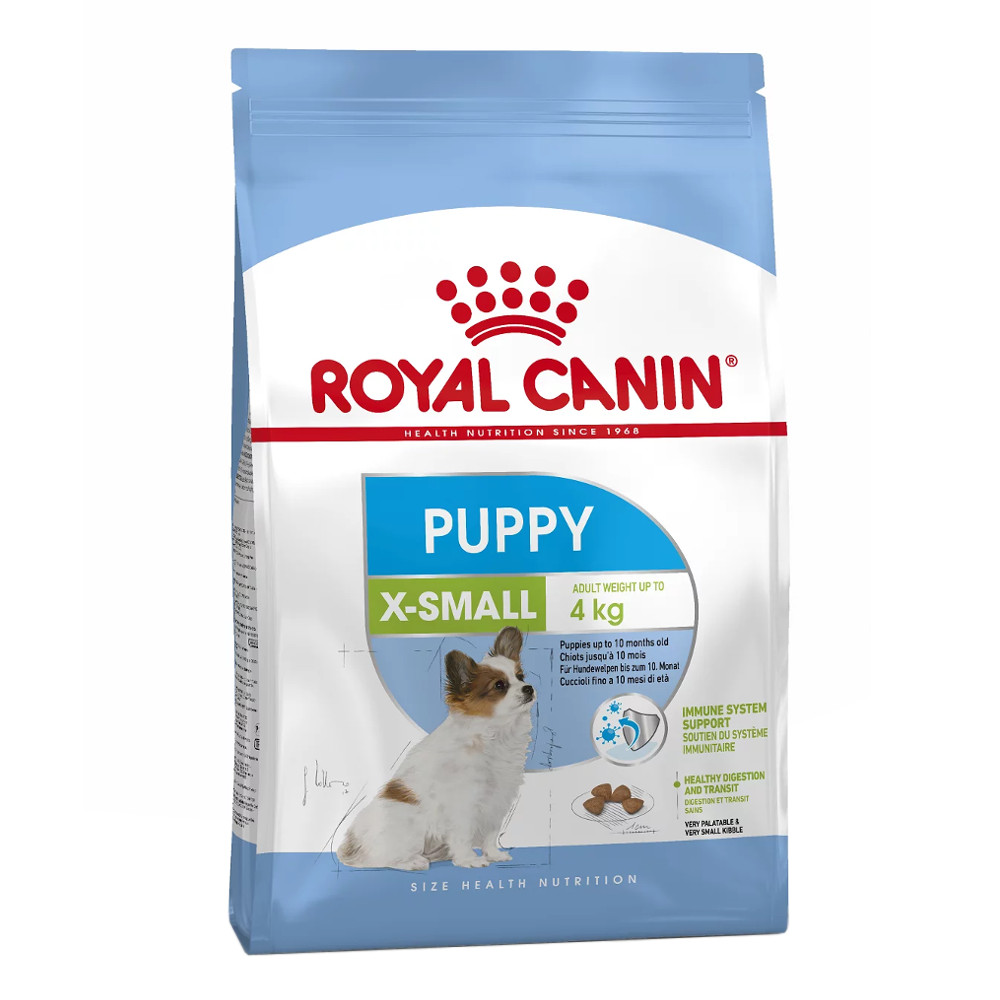 ROYAL CANIN®
HEALTH NUTRITION SINCE 1968
PUPPY
X-SMALL
ADULT WEIGHT UP TO
4 kg
Puppies up to 10 months old
Chiots jusqu'à 10 mois
Für Hundewelpen bis zum 10. Monat
Cuccioli fino a 10 mesi di età
IMMUNE SYSTEM
SUPPORT
SOUTIEN DU SYSTÈME
IMMUNITAIRE
HEALTHY DIGESTION
AND TRANSIT
DIGESTION ET TRANSIT
SAINS
VERY PALATABLE &
VERY SMALL KIBBLE
1cm
SIZE HEALTH NUTRITION